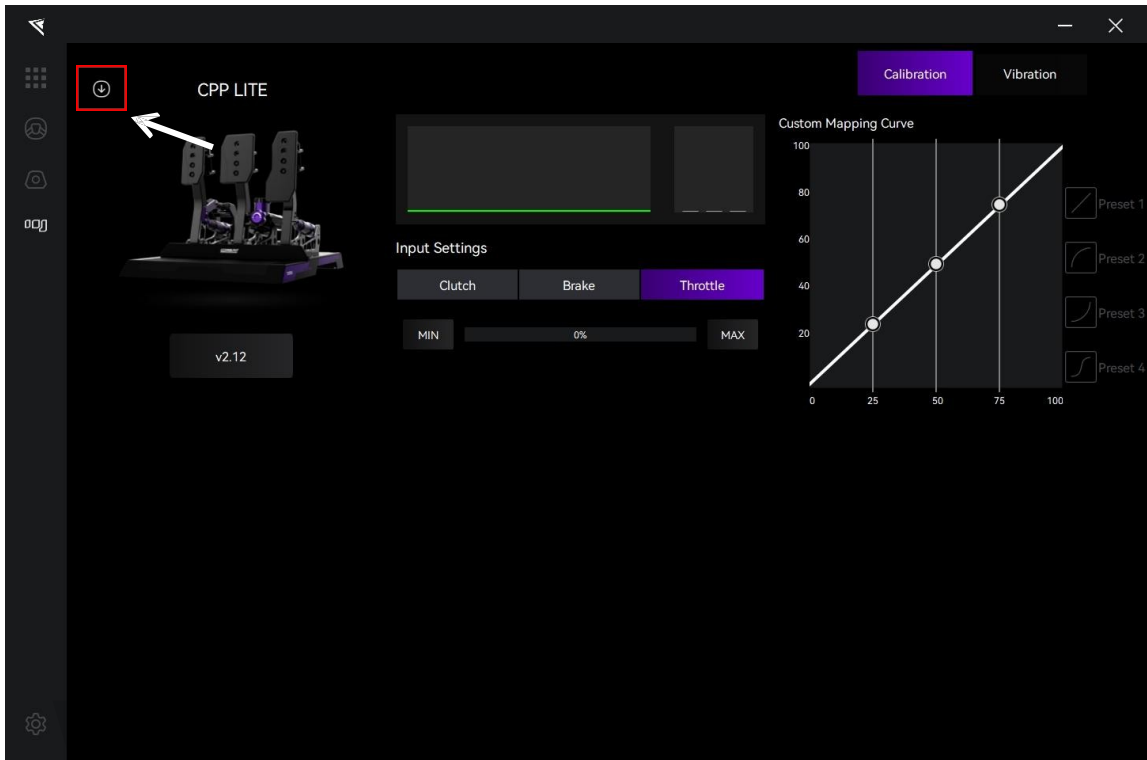 CPP LITE
v2.12
Calibration
Vibration
Input Settings
Clutch
Brake
Throttle
MIN
0%
MAX
Custom Mapping Curve
100
80
60
40
20
0
25
50
75
100
Preset 1
Preset 2
Preset 3
Preset 4